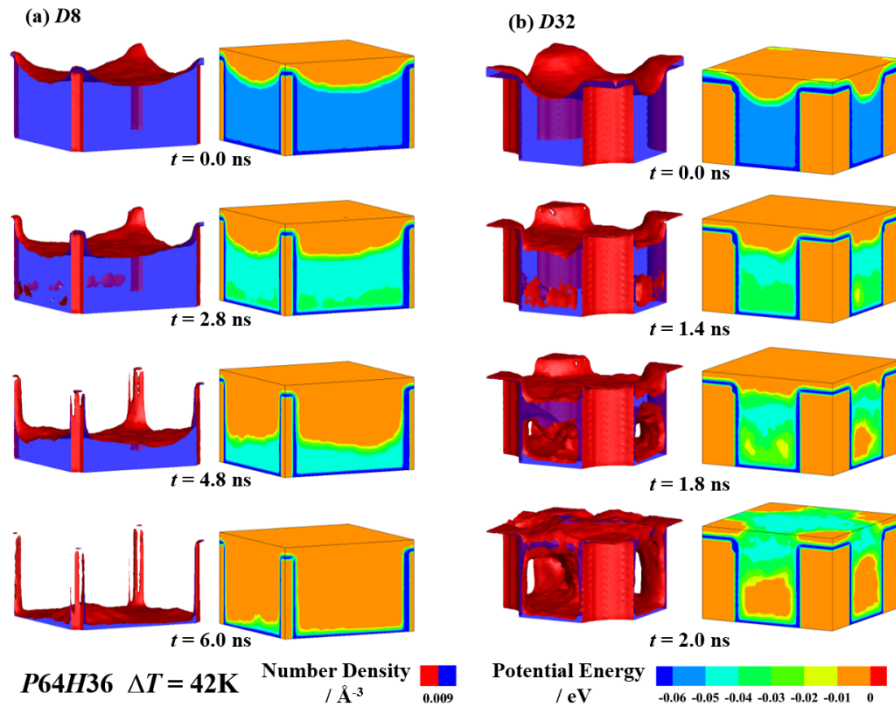 (a) D8
(b) D32
t = 0.0 ns
t = 0.0 ns
t = 2.8 ns
t = 1.4 ns
t = 4.8 ns
t = 1.8 ns
t = 6.0 ns
t = 2.0 ns
P64H36 ΔT = 42K
Number Density
/ Å⁻³
0.009
Potential Energy
/ eV
-0.06 -0.05 -0.04 -0.03 -0.02 -0.01 0